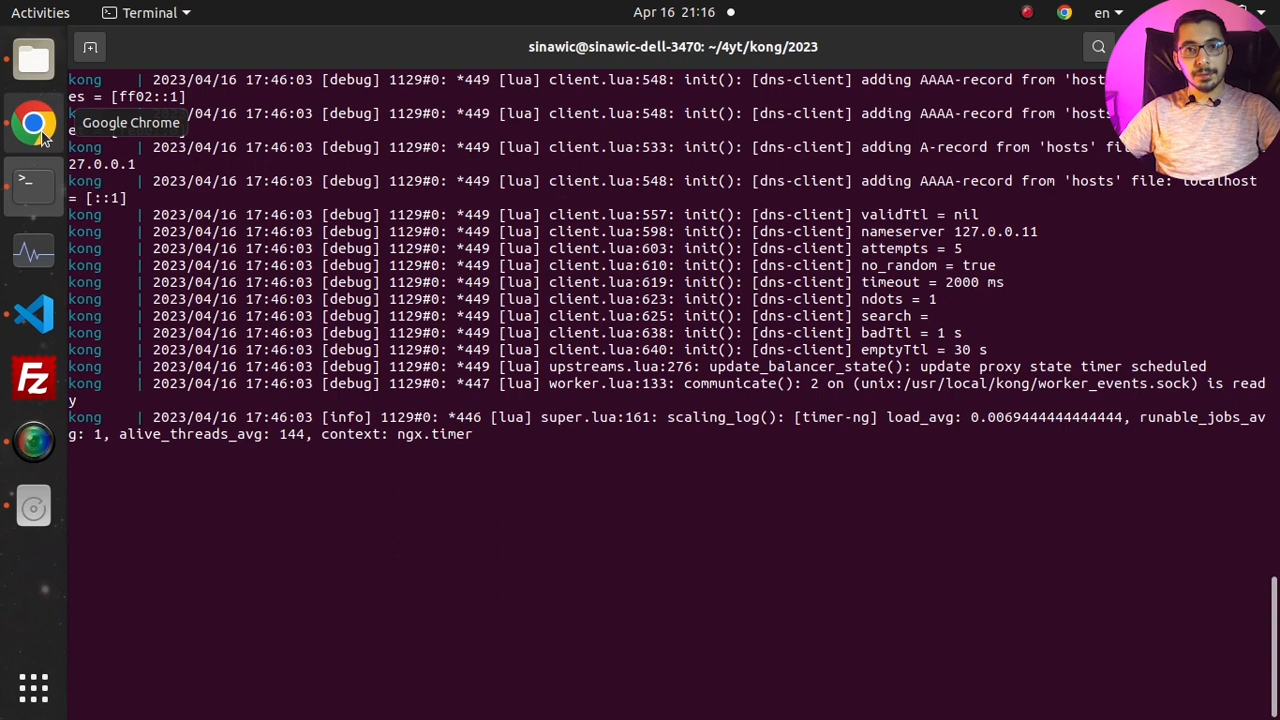 Activities
Terminal
Apr 16 21:16
en
sinawic@sinawic-dell-3470: ~/4yt/kong/2023
Google Chrome
kong | 2023/04/16 17:46:03 [debug] 1129#0: *449 [lua] client.lua:548: init(): [dns-client] adding AAAA-record from 'hosts
es = [ff02::1]
kong | 2023/04/16 17:46:03 [debug] 1129#0: *449 [lua] client.lua:548: init(): [dns-client] adding AAAA-record from 'hosts
kong | 2023/04/16 17:46:03 [debug] 1129#0: *449 [lua] client.lua:533: init(): [dns-client] adding A-record from 'hosts'
27.0.0.1
kong | 2023/04/16 17:46:03 [debug] 1129#0: *449 [lua] client.lua:548: init(): [dns-client] adding AAAA-record from 'hosts' file: localhost
= [::1]
kong | 2023/04/16 17:46:03 [debug] 1129#0: *449 [lua] client.lua:557: init(): [dns-client] validTtl = nil
kong | 2023/04/16 17:46:03 [debug] 1129#0: *449 [lua] client.lua:598: init(): [dns-client] nameserver 127.0.0.11
kong | 2023/04/16 17:46:03 [debug] 1129#0: *449 [lua] client.lua:603: init(): [dns-client] attempts = 5
kong | 2023/04/16 17:46:03 [debug] 1129#0: *449 [lua] client.lua:610: init(): [dns-client] no_random = true
kong | 2023/04/16 17:46:03 [debug] 1129#0: *449 [lua] client.lua:619: init(): [dns-client] timeout = 2000 ms
kong | 2023/04/16 17:46:03 [debug] 1129#0: *449 [lua] client.lua:623: init(): [dns-client] ndots = 1
kong | 2023/04/16 17:46:03 [debug] 1129#0: *449 [lua] client.lua:625: init(): [dns-client] search =
kong | 2023/04/16 17:46:03 [debug] 1129#0: *449 [lua] client.lua:638: init(): [dns-client] badTtl = 1 s
kong | 2023/04/16 17:46:03 [debug] 1129#0: *449 [lua] client.lua:640: init(): [dns-client] emptyTtl = 30 s
kong | 2023/04/16 17:46:03 [debug] 1129#0: *449 [lua] upstreams.lua:276: update_balancer_state(): update proxy state timer scheduled
kong | 2023/04/16 17:46:03 [debug] 1129#0: *447 [lua] worker.lua:133: communicate(): 2 on (unix:/usr/local/kong/worker_events.sock) is read
y
kong | 2023/04/16 17:46:03 [info] 1129#0: *446 [lua] super.lua:161: scaling_log(): [timer-ng] load_avg: 0.0069444444444444, runable_jobs_av
g: 1, alive_threads_avg: 144, context: ngx.timer